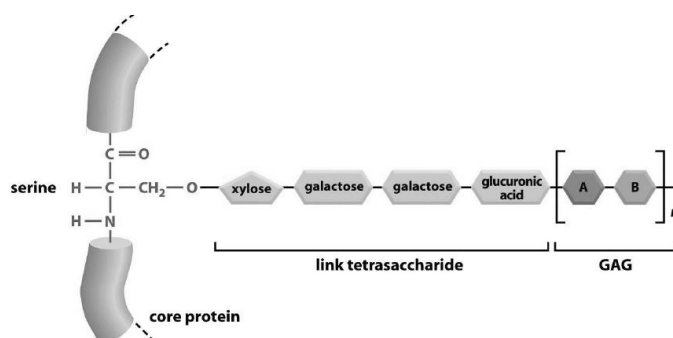 C=O
serine
H-C-CH₂-O
xylose
galactose
galactose
glucuronic
acid
A
B
H-N
link tetrasaccharide
GAG
core protein